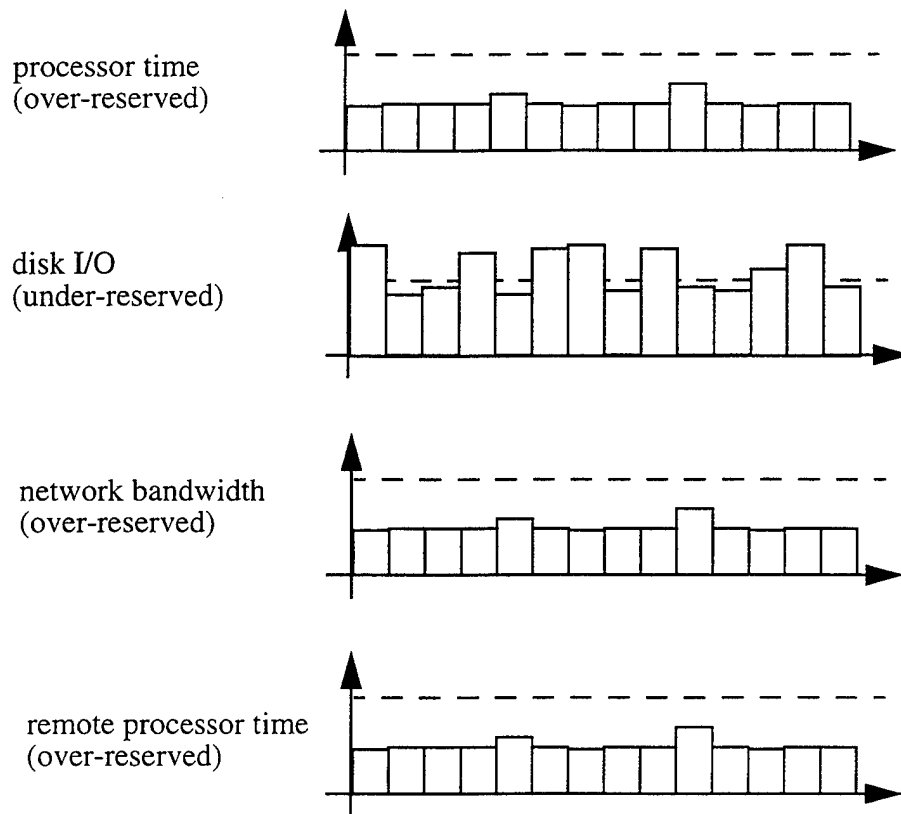 processor time
(over-reserved)
disk I/O
(under-reserved)
network bandwidth
(over-reserved)
remote processor time
(over-reserved)